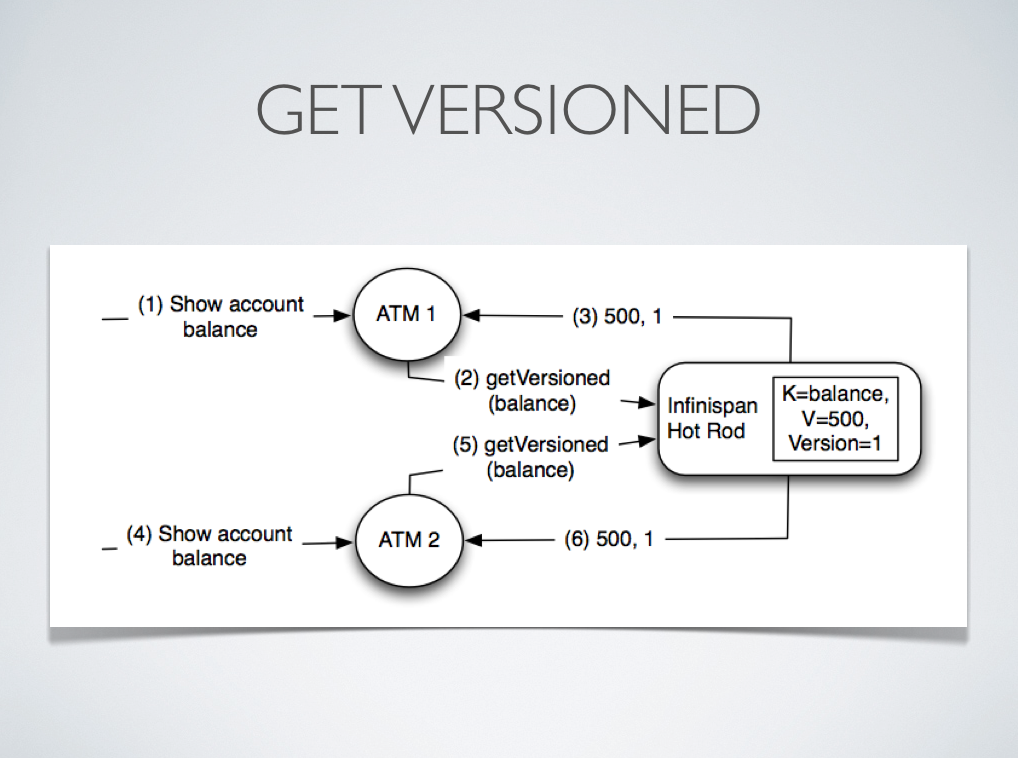 GET VERSIONED
(1) Show account
balance
ATM 1
(3) 500, 1
(2) getVersioned
(balance)
Infinispan
Hot Rod
K=balance,
V=500,
Version=1
(5) getVersioned
(balance)
(4) Show account
balance
ATM 2
(6) 500, 1